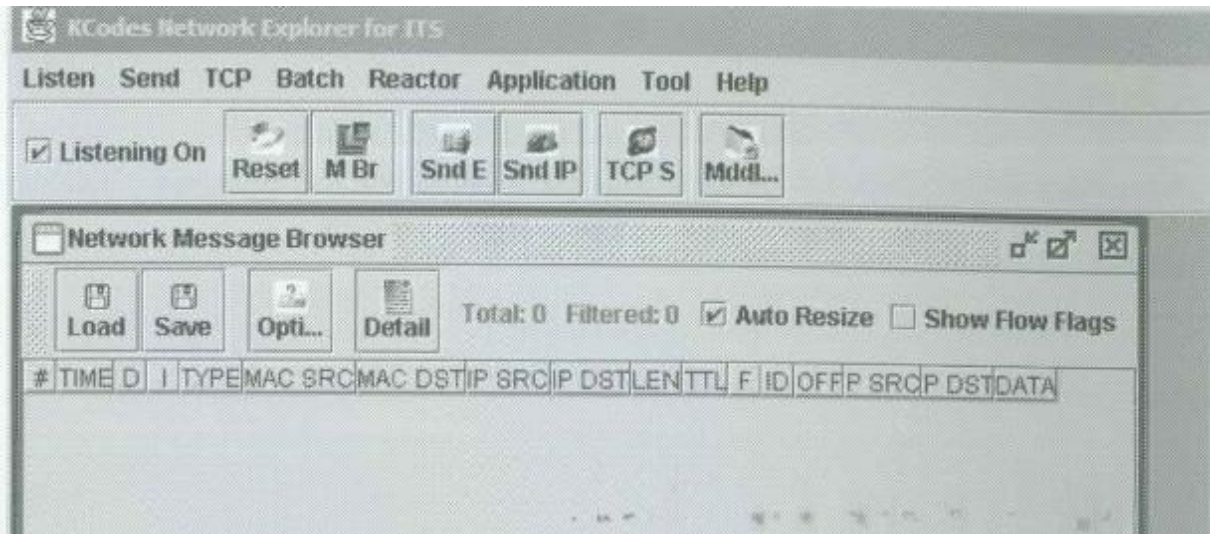 KCodes Network Explorer for ITS
Listen Send TCP Batch Reactor Application Tool Help
Listening On Reset M Br Snd E Snd IP TCP S Mddl...
Network Message Browser
Load Save Opti... Detail Total: 0 Filtered: 0 Auto Resize Show Flow Flags
# TIME D I TYPE MAC SRC MAC DST IP SRC IP DST LEN TTL F ID OFF P SRC P DST DATA